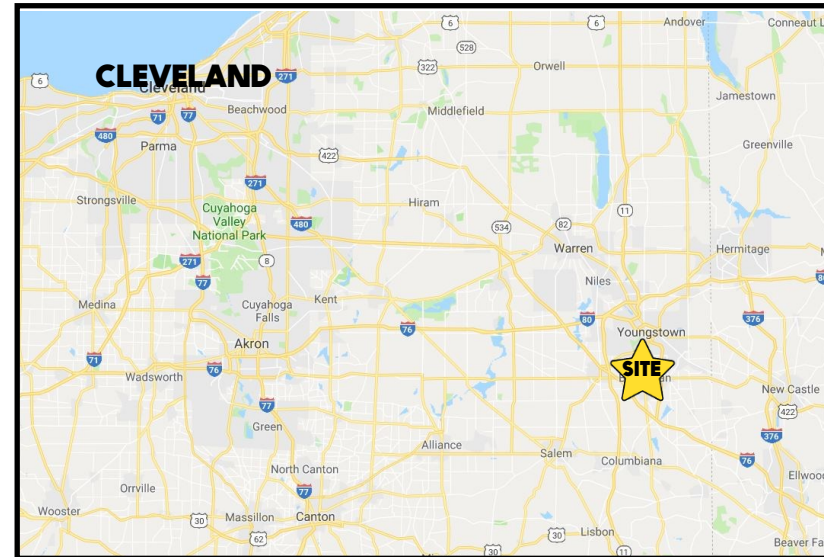 6
6
Andover
Conneaut L
528
CLEVELAND
Cleveland
271
322
Orwell
6
Jamestown
71
77
Beachwood
Middlefield
480
Parma
422
Greenville
271
Strongsville
Cuyahoga
Valley
National Park
Hiram
11
480
534
82
Warren
Hermitage
271
8
77
Niles
8
Medina
Cuyahoga
Falls
Kent
76
80
376
Youngstown
Akron
71
76
SITE
Wadsworth
New Castle
77
422
Green
376
Alliance
Salem
Columbiana
76
North Canton
Ellwoo
77
Orrville
Wooster
30
Massillon
Canton
62
30
Lisbon
30
11
Beaver Fa